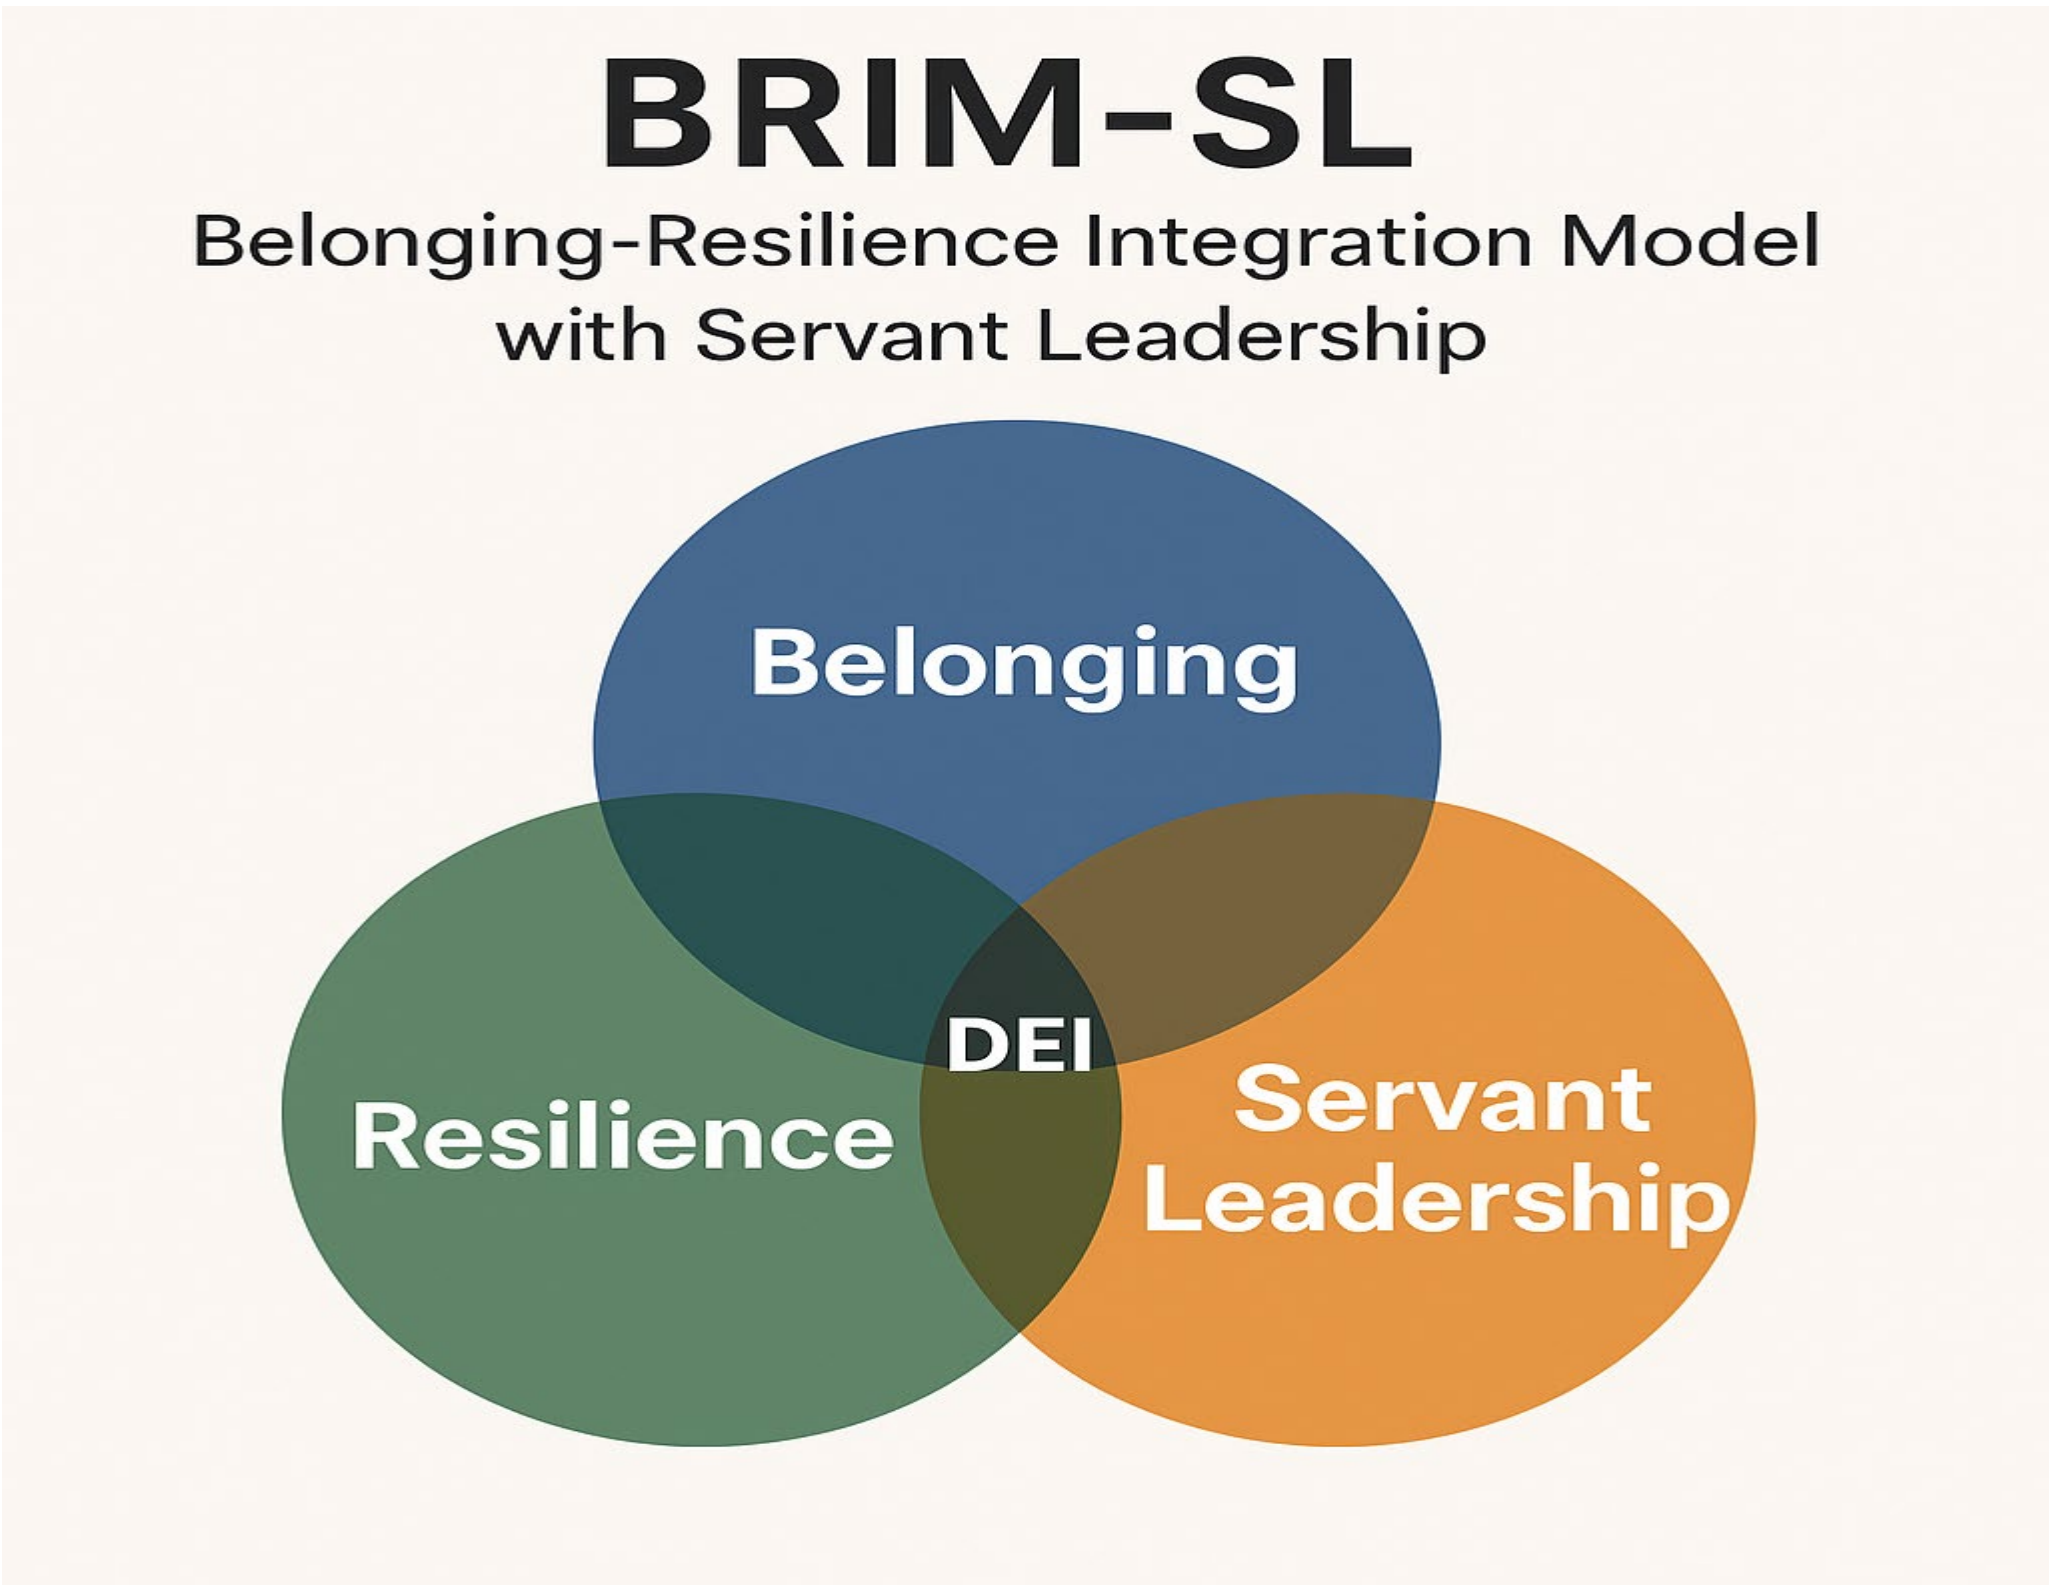 BRIM-SL
Belonging-Resilience Integration Model
with Servant Leadership
Belonging
DEI
Resilience
Servant
Leadership